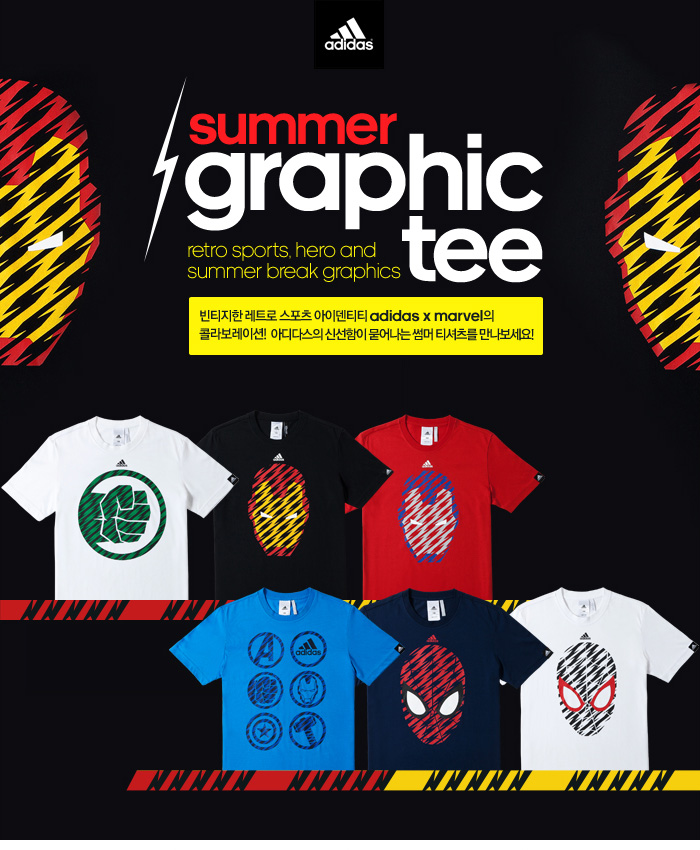 adidas
summer
graphic
tee
retro sports, hero and
summer break graphics
빈티지한 레트로 스포츠 아이덴티티 adidas x marvel의
콜라보레이션! 아디다스의 신선함이 묻어나는 썸머 티셔츠를 만나보세요!
adidas